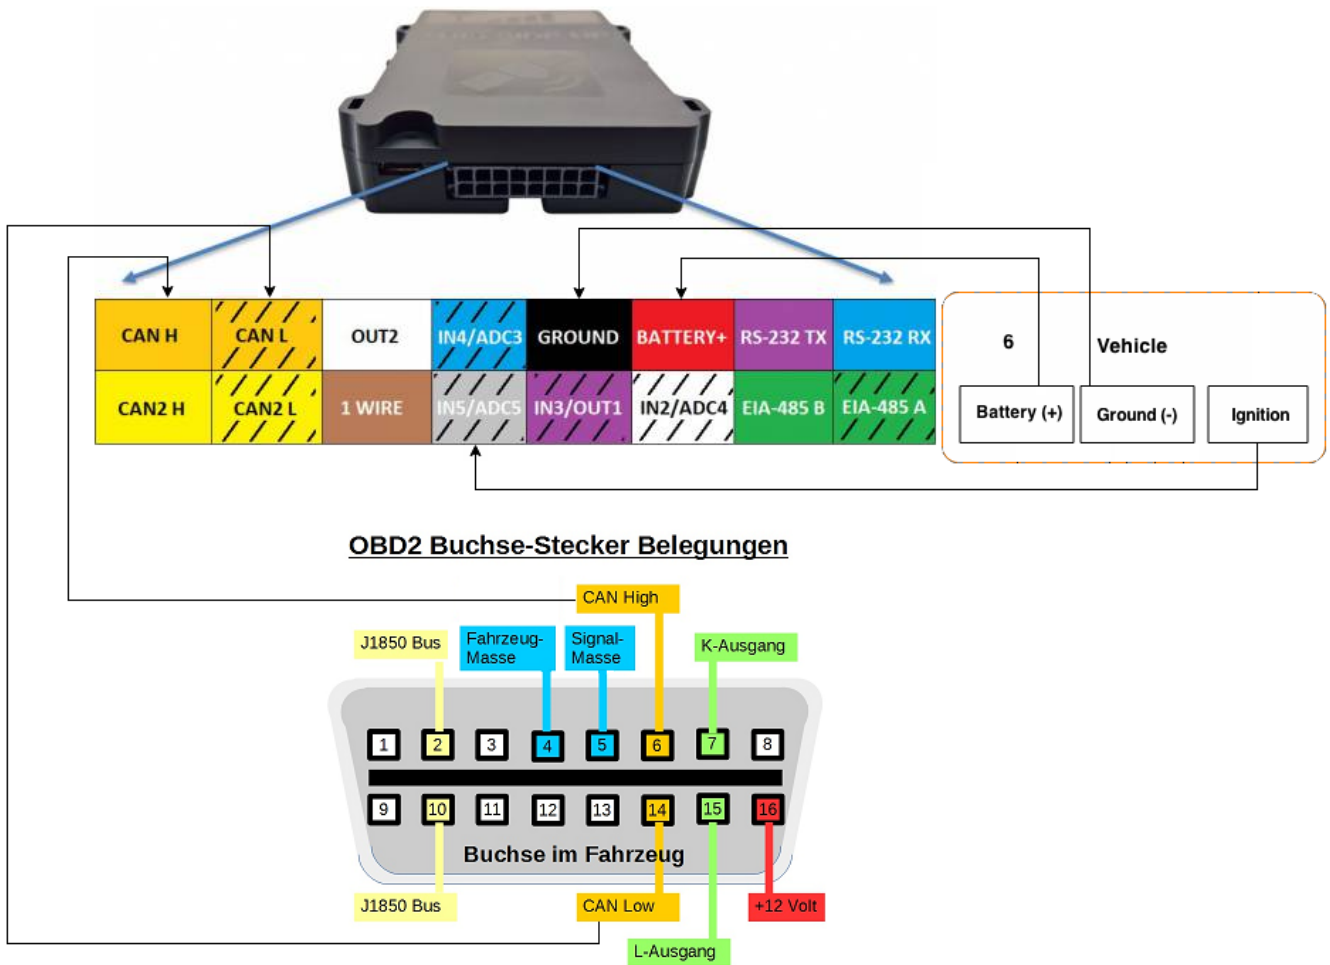 CAN H
CAN L
OUT2
IN4/ADC3
GROUND
BATTERY+
RS-232 TX
RS-232 RX
CAN2 H
CAN2 L
1 WIRE
IN5/ADC5
IN3/OUT1
IN2/ADC4
EIA-485 B
EIA-485 A
6
Vehicle
Battery (+)
Ground (-)
Ignition
OBD2 Buchse-Stecker Belegungen
CAN High
J1850 Bus
Fahrzeug-
Masse
Signal-
Masse
K-Ausgang
1
2
3
4
5
6
7
8
9
10
11
12
13
14
15
16
Buchse im Fahrzeug
J1850 Bus
CAN Low
+12 Volt
L-Ausgang